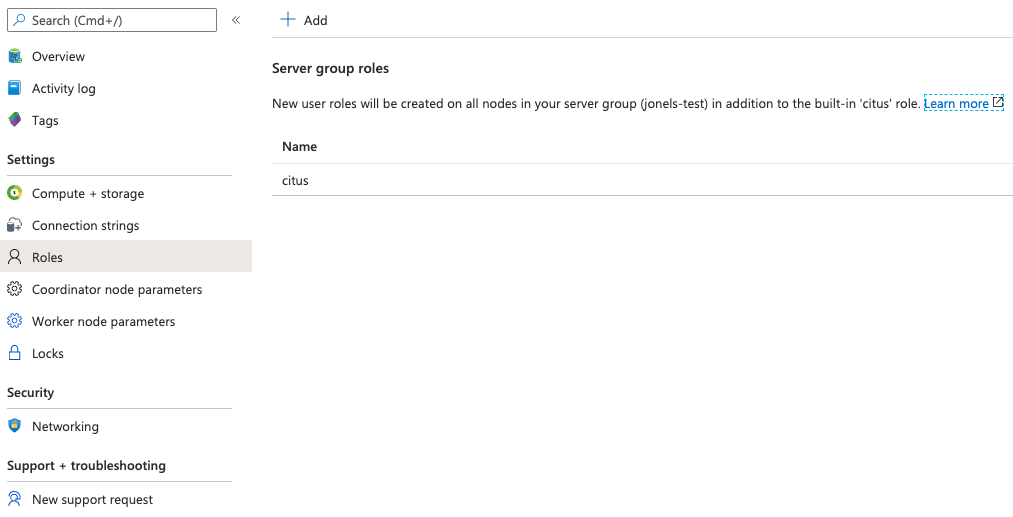 Search (Cmd+/)
«
Overview
Activity log
Tags
Settings
Compute + storage
Connection strings
Roles
Coordinator node parameters
Worker node parameters
Locks
Security
Networking
Support + troubleshooting
New support request
Add
Server group roles
New user roles will be created on all nodes in your server group (jonels-test) in addition to the built-in 'citus' role. Learn more
Name
citus